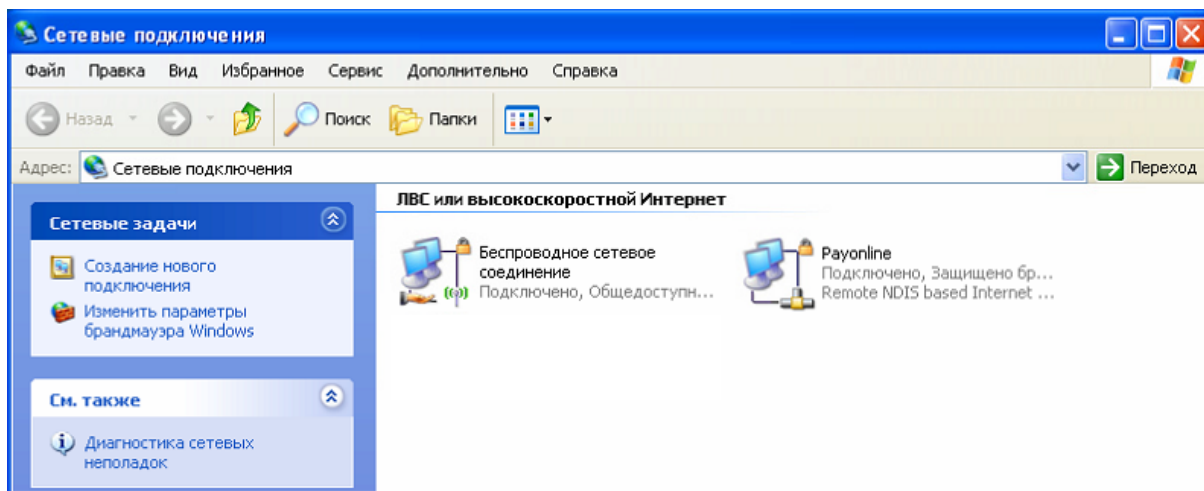 Сетевые подключения
Файл Правка Вид Избранное Сервис Дополнительно Справка
Назад Поиск Папки
Адрес: Сетевые подключения Переход
Сетевые задачи
Создание нового
подключения
Изменить параметры
брандмауэра Windows
См. также
Диагностика сетевых
неполадок
ЛВС или высокоскоростной Интернет
Беспроводное сетевое
соединение
Подключено, Общедоступн...
Payonline
Подключено, Защищено бр...
Remote NDIS based Internet ...